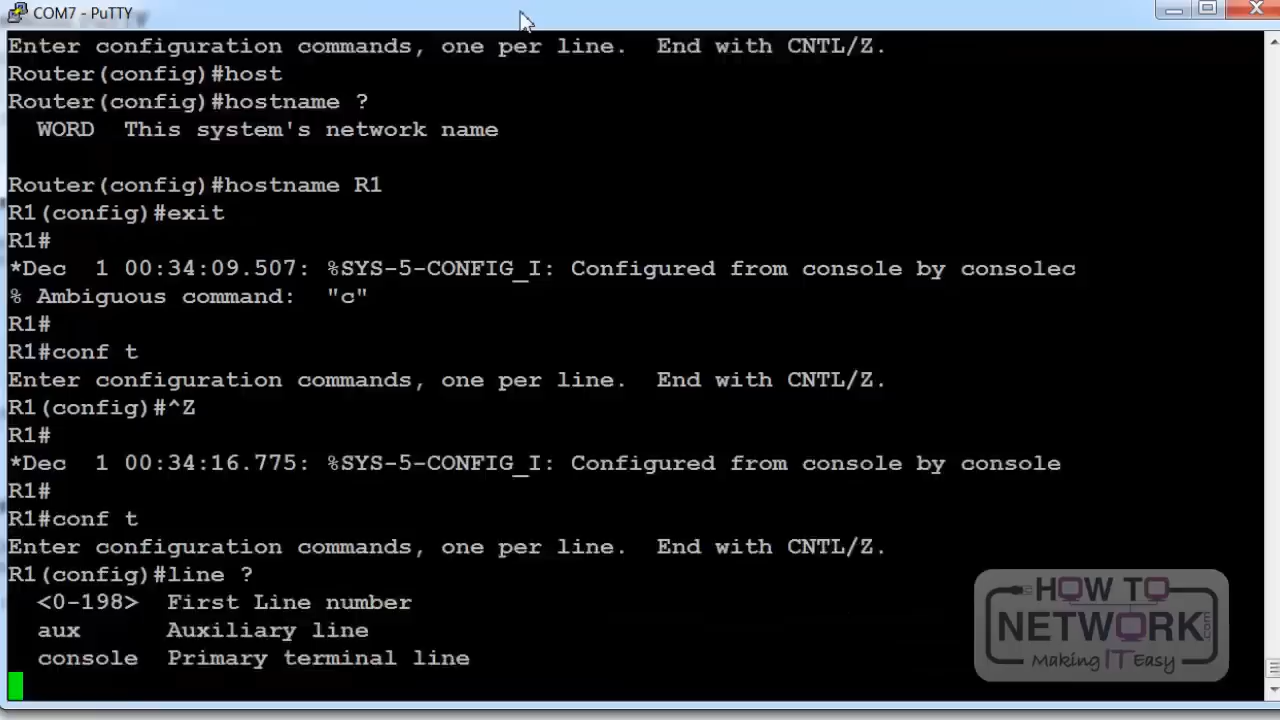 COM7 - PuTTY
Enter configuration commands, one per line.  End with CNTL/Z.
Router(config)#host
Router(config)#hostname ?
  WORD  This system's network name
Router(config)#hostname R1
R1(config)#exit
R1#
*Dec  1 00:34:09.507: %SYS-5-CONFIG_I: Configured from console by consolec
% Ambiguous command:  "c"
R1#
R1#conf t
Enter configuration commands, one per line.  End with CNTL/Z.
R1(config)#^Z
R1#
*Dec  1 00:34:16.775: %SYS-5-CONFIG_I: Configured from console by console
R1#
R1#conf t
Enter configuration commands, one per line.  End with CNTL/Z.
R1(config)#line ?
  <0-198>  First Line number
  aux      Auxiliary line
  console  Primary terminal line
HOW TO
NETWORK.com
Making IT Easy